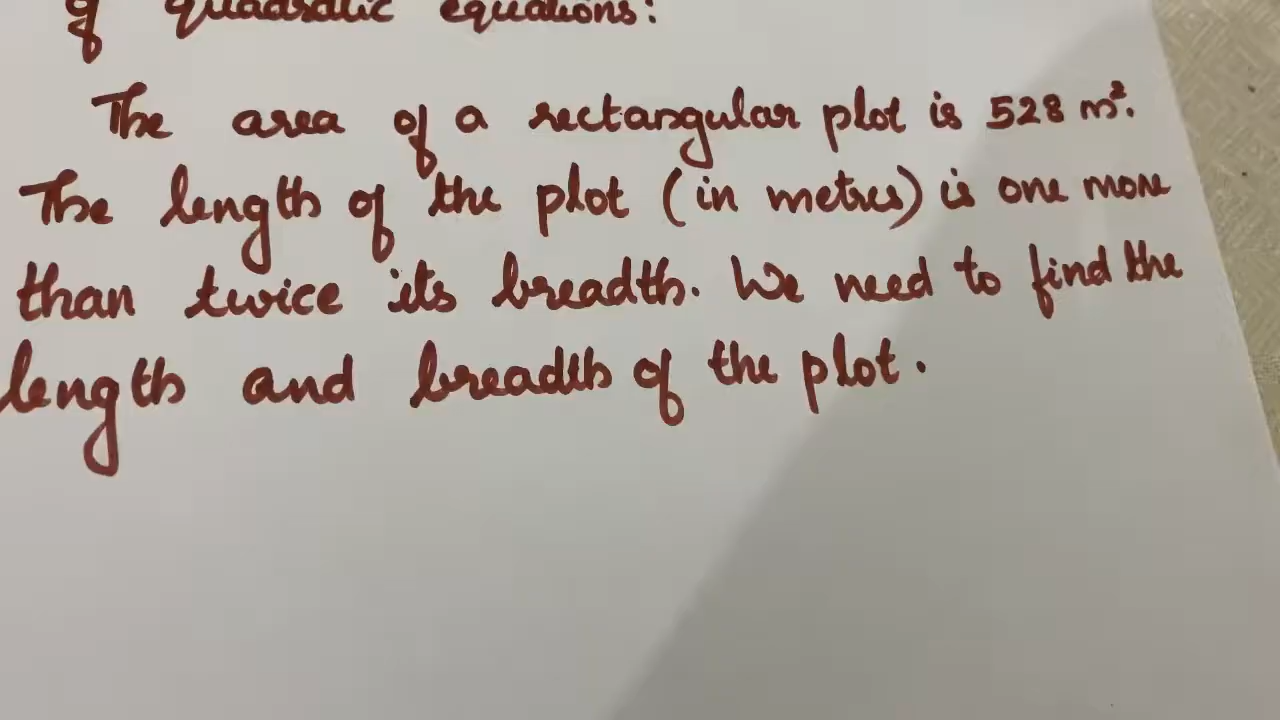 of quadratic equations:
The area of a rectangular plot is 528 m².
The length of the plot (in metres) is one more
than twice its breadth. We need to find the
length and breadth of the plot.